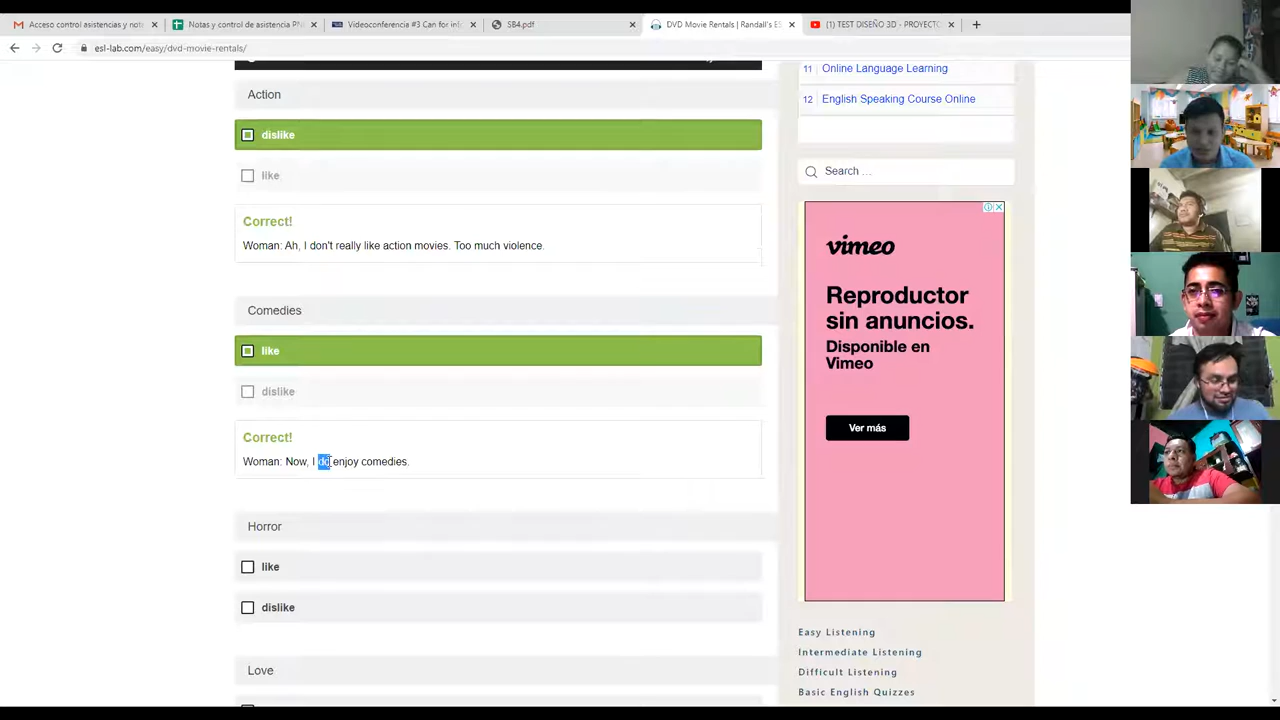 Acceso control asistencias y note
Notas y control de asistencia PN
Videoconferencia #3 Can for inf
SB4.pdf
DVD Movie Rentals | Randall's ES
(1) TEST DISEÑO 3D - PROYECTO
esl-lab.com/easy/dvd-movie-rentals/
Action
dislike
like
Correct!
Woman: Ah, I don't really like action movies. Too much violence.
Comedies
like
dislike
Correct!
Woman: Now, I do enjoy comedies.
Horror
like
dislike
Love
11 Online Language Learning
12 English Speaking Course Online
Search ...
vimeo
Reproductor
sin anuncios.
Disponible en
Vimeo
Ver más
Easy Listening
Intermediate Listening
Difficult Listening
Basic English Quizzes